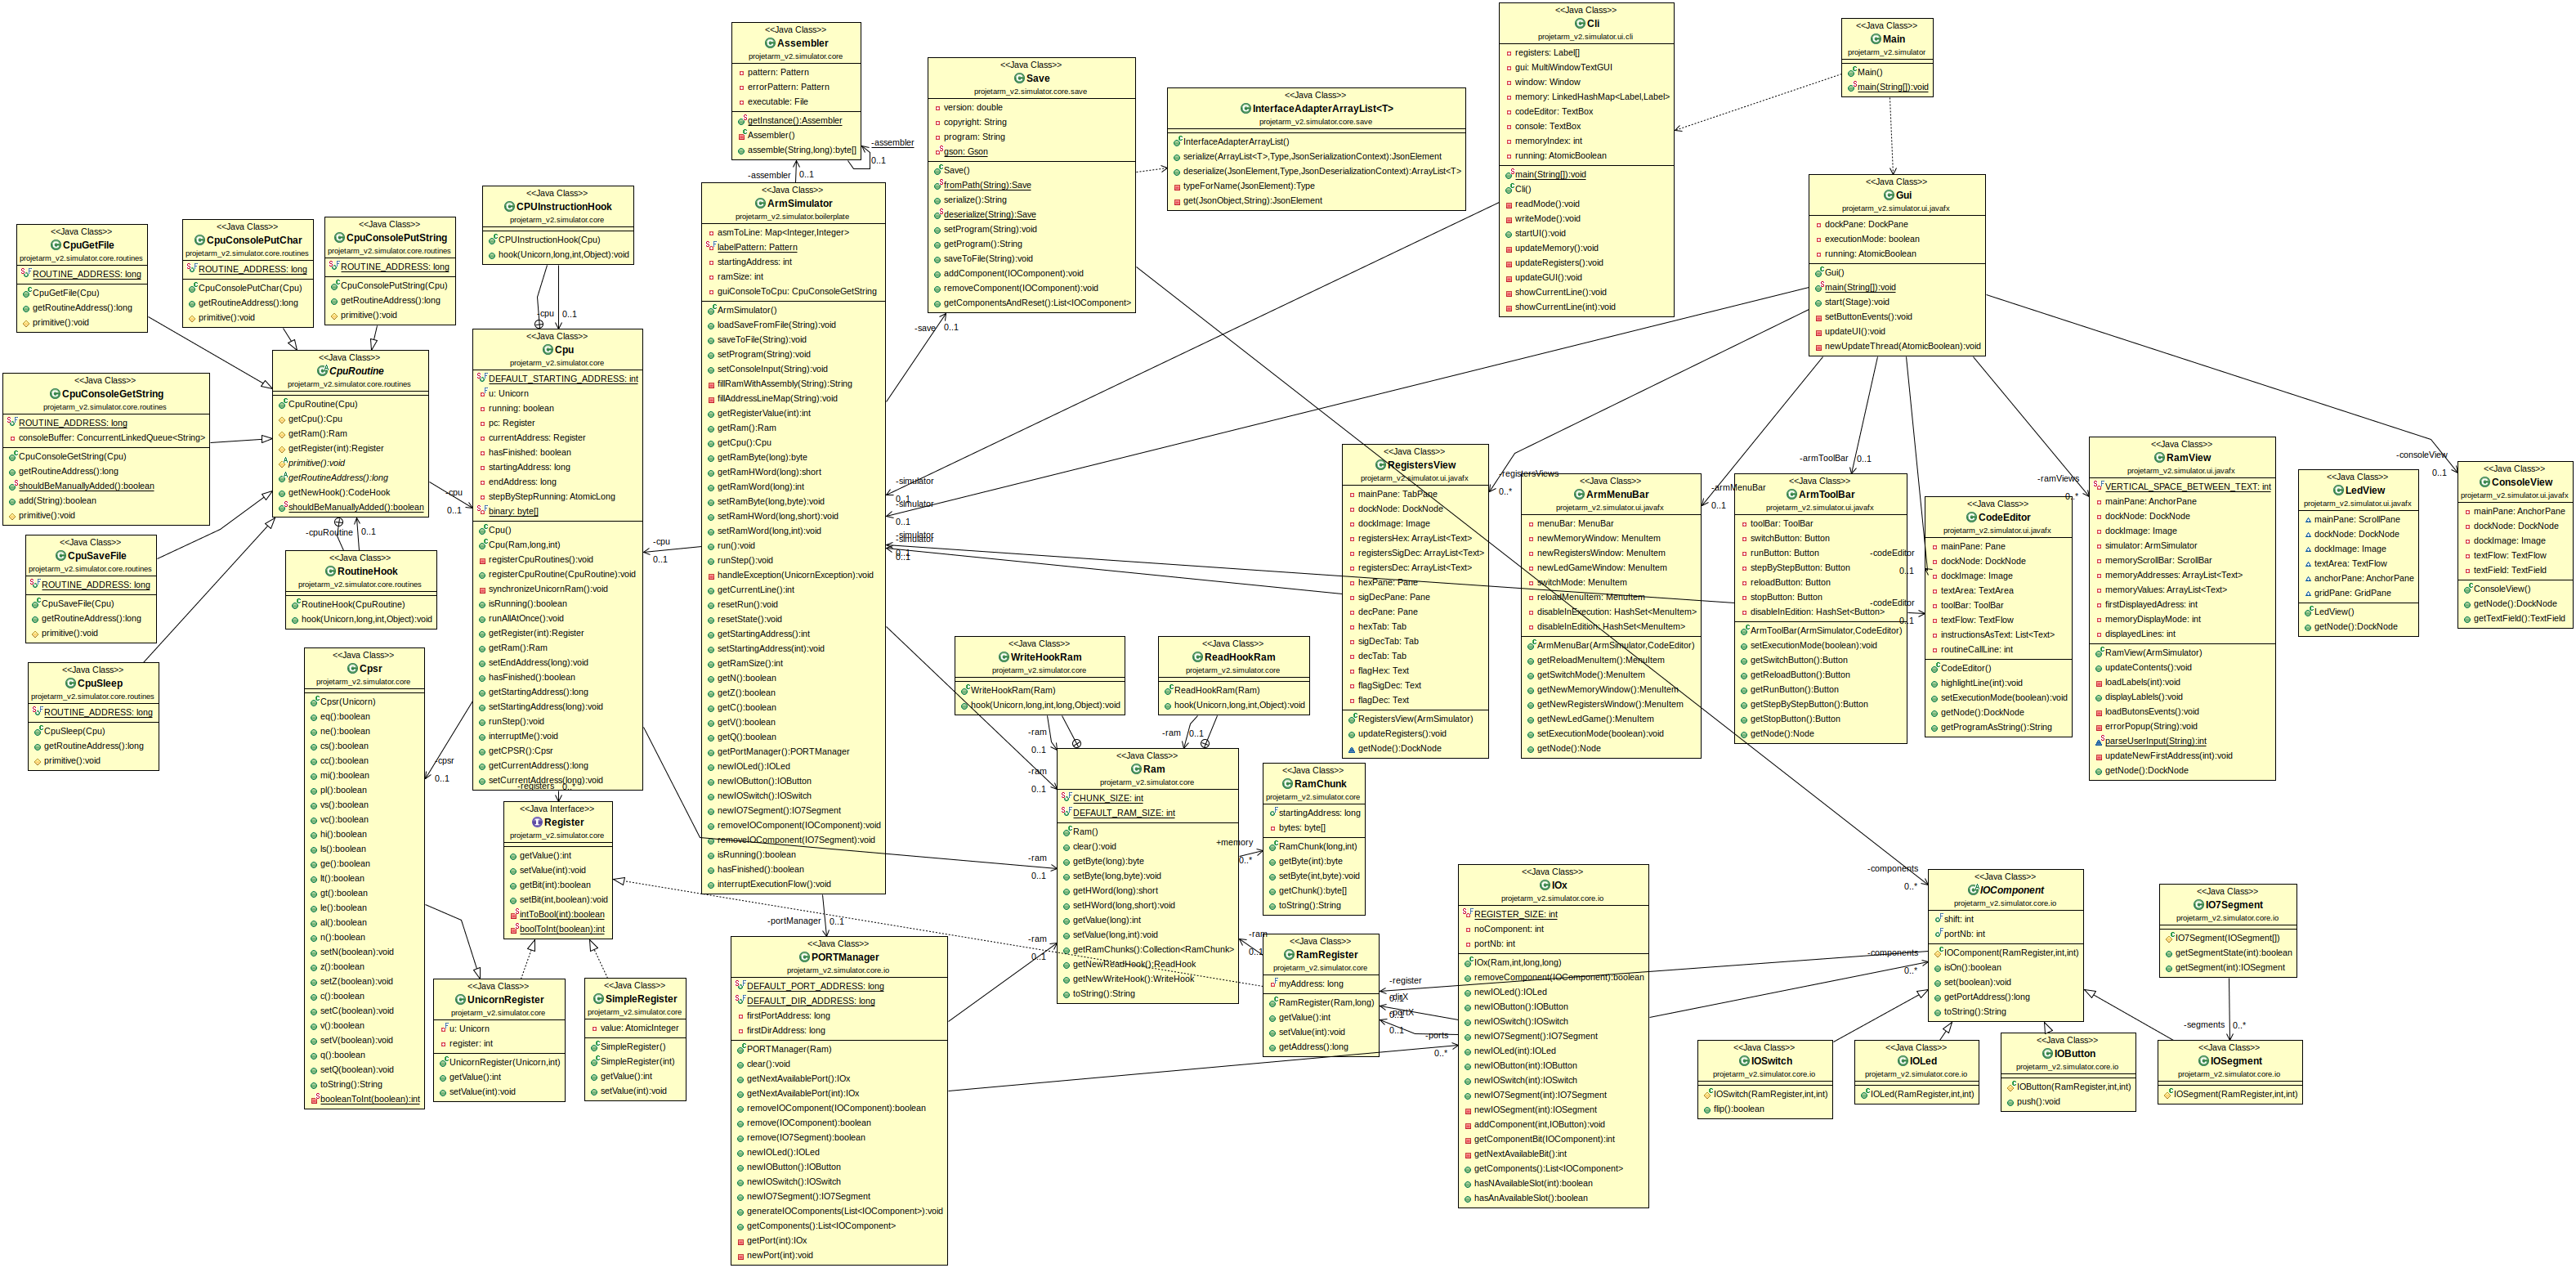 <<Java Class>>
Assembler
projetarm_v2.simulator.core
pattern: Pattern
errorPattern: Pattern
executable: File
getInstance():Assembler
Assembler()
assemble(String,long):byte[]
-assembler
0..1
-assembler
0..1
<<Java Class>>
Save
projetarm_v2.simulator.core.save
version: double
copyright: String
program: String
gson: Gson
Save()
fromPath(String):Save
serialize():String
deserialize(String):Save
setProgram(String):void
getProgram():String
saveToFile(String):void
addComponent(IOComponent):void
removeComponent(IOComponent):void
getComponentsAndReset():List<IOComponent>
-save
0..1
<<Java Class>>
InterfaceAdapterArrayList<T>
projetarm_v2.simulator.core.save
InterfaceAdapterArrayList()
serialize(ArrayList<T>,Type,JsonSerializationContext):JsonElement
deserialize(JsonElement,Type,JsonDeserializationContext):ArrayList<T>
typeForName(JsonElement):Type
get(JsonObject,String):JsonElement
<<Java Class>>
Cli
projetarm_v2.simulator.ui.cli
registers: Label[]
gui: MultiWindowTextGUI
window: Window
memory: LinkedHashMap<Label,Label>
codeEditor: TextBox
console: TextBox
memoryIndex: int
running: AtomicBoolean
main(String[]):void
Cli()
readMode():void
writeMode():void
startUI():void
updateMemory():void
updateRegisters():void
updateGUI():void
showCurrentLine():void
showCurrentLine(int):void
<<Java Class>>
Main
projetarm_v2.simulator
Main()
main(String[]):void
<<Java Class>>
Gui
projetarm_v2.simulator.ui.javafx
dockPane: DockPane
executionMode: boolean
running: AtomicBoolean
Gui()
main(String[]):void
start(Stage):void
setButtonEvents():void
updateUI():void
newUpdateThread(AtomicBoolean):void
<<Java Class>>
CpuGetFile
projetarm_v2.simulator.core.routines
ROUTINE_ADDRESS: long
CpuGetFile(Cpu)
getRoutineAddress():long
primitive():void
<<Java Class>>
CpuConsolePutChar
projetarm_v2.simulator.core.routines
ROUTINE_ADDRESS: long
CpuConsolePutChar(Cpu)
getRoutineAddress():long
primitive():void
<<Java Class>>
CpuConsolePutString
projetarm_v2.simulator.core.routines
ROUTINE_ADDRESS: long
CpuConsolePutString(Cpu)
getRoutineAddress():long
primitive():void
<<Java Class>>
CPUInstructionHook
projetarm_v2.simulator.core
CPUInstructionHook(Cpu)
hook(Unicorn,long,int,Object):void
-cpu
0..1
<<Java Class>>
CpuConsoleGetString
projetarm_v2.simulator.core.routines
ROUTINE_ADDRESS: long
consoleBuffer: ConcurrentLinkedQueue<String>
CpuConsoleGetString(Cpu)
getRoutineAddress():long
shouldBeManuallyAdded():boolean
add(String):boolean
primitive():void
<<Java Class>>
CpuRoutine
projetarm_v2.simulator.core.routines
CpuRoutine(Cpu)
getCpu():Cpu
getRam():Ram
getRegister(int):Register
primitive():void
getRoutineAddress():long
getNewHook():CodeHook
shouldBeManuallyAdded():boolean
-cpu
0..1
-cpuRoutine
0..1
<<Java Class>>
RoutineHook
projetarm_v2.simulator.core.routines
RoutineHook(CpuRoutine)
hook(Unicorn,long,int,Object):void
<<Java Class>>
CpuSaveFile
projetarm_v2.simulator.core.routines
ROUTINE_ADDRESS: long
CpuSaveFile(Cpu)
getRoutineAddress():long
primitive():void
<<Java Class>>
CpuSleep
projetarm_v2.simulator.core.routines
ROUTINE_ADDRESS: long
CpuSleep(Cpu)
getRoutineAddress():long
primitive():void
<<Java Class>>
Cpu
projetarm_v2.simulator.core
DEFAULT_STARTING_ADDRESS: int
u: Unicorn
running: boolean
pc: Register
currentAddress: Register
hasFinished: boolean
startingAddress: long
endAddress: long
stepByStepRunning: AtomicLong
binary: byte[]
Cpu()
Cpu(Ram,long,int)
registerCpuRoutines():void
registerCpuRoutine(CpuRoutine):void
synchronizeUnicornRam():void
isRunning():boolean
runAllAtOnce():void
getRegister(int):Register
getRam():Ram
setEndAddress(long):void
hasFinished():boolean
getStartingAddress():long
setStartingAddress(long):void
runStep():void
interruptMe():void
getCPSR():Cpsr
getCurrentAddress():long
setCurrentAddress(long):void
-registers
0..*
-cpsr
0..1
-cpu
0..1
<<Java Class>>
ArmSimulator
projetarm_v2.simulator.boilerplate
asmToLine: Map<Integer,Integer>
labelPattern: Pattern
startingAddress: int
ramSize: int
guiConsoleToCpu: CpuConsoleGetString
ArmSimulator()
loadSaveFromFile(String):void
saveToFile(String):void
setProgram(String):void
setConsoleInput(String):void
fillRamWithAssembly(String):String
fillAddressLineMap(String):void
getRegisterValue(int):int
getRam():Ram
getCpu():Cpu
getRamByte(long):byte
getRamHWord(long):short
getRamWord(long):int
setRamByte(long,byte):void
setRamHWord(long,short):void
setRamWord(long,int):void
run():void
runStep():void
handleException(UnicornException):void
getCurrentLine():int
resetRun():void
resetState():void
getStartingAddress():int
setStartingAddress(int):void
getRamSize():int
getN():boolean
getZ():boolean
getC():boolean
getV():boolean
getQ():boolean
getPortManager():PORTManager
newIOLed():IOLed
newIOButton():IOButton
newIOSwitch():IOSwitch
newIO7Segment():IO7Segment
removeIOComponent(IOComponent):void
removeIOComponent(IO7Segment):void
isRunning():boolean
hasFinished():boolean
interruptExecutionFlow():void
-simulator
0..1
-simulator
0..1
-simulator
0..1
-portManager
0..1
<<Java Class>>
Cpsr
projetarm_v2.simulator.core
Cpsr(Unicorn)
eq():boolean
ne():boolean
cs():boolean
cc():boolean
mi():boolean
pl():boolean
vs():boolean
vc():boolean
hi():boolean
ls():boolean
ge():boolean
lt():boolean
gt():boolean
le():boolean
al():boolean
n():boolean
setN(boolean):void
z():boolean
setZ(boolean):void
c():boolean
setC(boolean):void
v():boolean
setV(boolean):void
q():boolean
setQ(boolean):void
toString():String
booleanToInt(boolean):int
<<Java Interface>>
Register
projetarm_v2.simulator.core
getValue():int
setValue(int):void
getBit(int):boolean
setBit(int,boolean):void
intToBool(int):boolean
boolToInt(boolean):int
<<Java Class>>
UnicornRegister
projetarm_v2.simulator.core
u: Unicorn
register: int
UnicornRegister(Unicorn,int)
getValue():int
setValue(int):void
<<Java Class>>
SimpleRegister
projetarm_v2.simulator.core
value: AtomicInteger
SimpleRegister()
SimpleRegister(int)
getValue():int
setValue(int):void
<<Java Class>>
PORTManager
projetarm_v2.simulator.core.io
DEFAULT_PORT_ADDRESS: long
DEFAULT_DIR_ADDRESS: long
firstPortAddress: long
firstDirAddress: long
PORTManager(Ram)
clear():void
getNextAvailablePort():IOx
getNextAvailablePort(int):IOx
removeIOComponent(IOComponent):boolean
remove(IOComponent):boolean
remove(IO7Segment):boolean
newIOLed():IOLed
newIOButton():IOButton
newIOSwitch():IOSwitch
newIO7Segment():IO7Segment
generateIOComponents(List<IOComponent>):void
getComponents():List<IOComponent>
getPort(int):IOx
newPort(int):void
<<Java Class>>
WriteHookRam
projetarm_v2.simulator.core
WriteHookRam(Ram)
hook(Unicorn,long,int,long,Object):void
<<Java Class>>
ReadHookRam
projetarm_v2.simulator.core
ReadHookRam(Ram)
hook(Unicorn,long,int,Object):void
-ram
0..1
-ram
0..1
-ram
0..1
-ram
0..1
-ram
0..1
<<Java Class>>
Ram
projetarm_v2.simulator.core
CHUNK_SIZE: int
DEFAULT_RAM_SIZE: int
Ram()
clear():void
getByte(long):byte
setByte(long,byte):void
getHWord(long):short
setHWord(long,short):void
getValue(long):int
setValue(long,int):void
getRamChunks():Collection<RamChunk>
getNewReadHook():ReadHook
getNewWriteHook():WriteHook
toString():String
+memory
0..*
-ram
0..1
<<Java Class>>
RamChunk
projetarm_v2.simulator.core
startingAddress: long
bytes: byte[]
RamChunk(long,int)
getByte(int):byte
setByte(int,byte):void
getChunk():byte[]
toString():String
<<Java Class>>
RamRegister
projetarm_v2.simulator.core
myAddress: long
RamRegister(Ram,long)
getValue():int
setValue(int):void
getAddress():long
-register
0..1
-dirX
0..1
-portX
0..1
-ports
0..*
<<Java Class>>
RegistersView
projetarm_v2.simulator.ui.javafx
mainPane: TabPane
dockNode: DockNode
dockImage: Image
registersHex: ArrayList<Text>
registersSigDec: ArrayList<Text>
registersDec: ArrayList<Text>
hexPane: Pane
sigDecPane: Pane
decPane: Pane
hexTab: Tab
sigDecTab: Tab
decTab: Tab
flagHex: Text
flagSigDec: Text
flagDec: Text
RegistersView(ArmSimulator)
updateRegisters():void
getNode():DockNode
-registersViews
0..*
<<Java Class>>
ArmMenuBar
projetarm_v2.simulator.ui.javafx
menuBar: MenuBar
newMemoryWindow: MenuItem
newRegistersWindow: MenuItem
newLedGameWindow: MenuItem
switchMode: MenuItem
reloadMenuItem: MenuItem
disableInExecution: HashSet<MenuItem>
disableInEdition: HashSet<MenuItem>
ArmMenuBar(ArmSimulator,CodeEditor)
getReloadMenuItem():MenuItem
getSwitchMode():MenuItem
getNewMemoryWindow():MenuItem
getNewRegistersWindow():MenuItem
getNewLedGame():MenuItem
setExecutionMode(boolean):void
getNode():Node
-armMenuBar
0..1
-armToolBar
0..1
<<Java Class>>
ArmToolBar
projetarm_v2.simulator.ui.javafx
toolBar: ToolBar
switchButton: Button
runButton: Button
stepByStepButton: Button
reloadButton: Button
stopButton: Button
disableInEdition: HashSet<Button>
ArmToolBar(ArmSimulator,CodeEditor)
setExecutionMode(boolean):void
getSwitchButton():Button
getReloadButton():Button
getRunButton():Button
getStepByStepButton():Button
getStopButton():Button
getNode():Node
-codeEditor
0..1
-codeEditor
0..1
<<Java Class>>
CodeEditor
projetarm_v2.simulator.ui.javafx
mainPane: Pane
dockNode: DockNode
dockImage: Image
textArea: TextArea
toolBar: ToolBar
textFlow: TextFlow
instructionsAsText: List<Text>
routineCallLine: int
CodeEditor()
highlightLine(int):void
setExecutionMode(boolean):void
getNode():DockNode
getProgramAsString():String
-ramViews
0..*
<<Java Class>>
RamView
projetarm_v2.simulator.ui.javafx
VERTICAL_SPACE_BETWEEN_TEXT: int
mainPane: AnchorPane
dockNode: DockNode
dockImage: Image
simulator: ArmSimulator
memoryScrollBar: ScrollBar
memoryAddresses: ArrayList<Text>
memoryValues: ArrayList<Text>
firstDisplayedAdress: int
memoryDisplayMode: int
displayedLines: int
RamView(ArmSimulator)
updateContents():void
loadLabels(int):void
displayLablels():void
loadButonsEvents():void
errorPopup(String):void
parseUserInput(String):int
updateNewFirstAddress(int):void
getNode():DockNode
<<Java Class>>
LedView
projetarm_v2.simulator.ui.javafx
mainPane: ScrollPane
dockNode: DockNode
dockImage: Image
textArea: TextFlow
anchorPane: AnchorPane
gridPane: GridPane
LedView()
getNode():DockNode
-consoleView
0..1
<<Java Class>>
ConsoleView
projetarm_v2.simulator.ui.javafx
mainPane: AnchorPane
dockNode: DockNode
dockImage: Image
textFlow: TextFlow
textField: TextField
ConsoleView()
getNode():DockNode
getTextField():TextField
<<Java Class>>
IOx
projetarm_v2.simulator.core.io
REGISTER_SIZE: int
noComponent: int
portNb: int
IOx(Ram,int,long,long)
removeComponent(IOComponent):boolean
newIOLed():IOLed
newIOButton():IOButton
newIOSwitch():IOSwitch
newIO7Segment():IO7Segment
newIOLed(int):IOLed
newIOButton(int):IOButton
newIOSwitch(int):IOSwitch
newIO7Segment(int):IO7Segment
newIOSegment(int):IOSegment
addComponent(int,IOButton):void
getComponentBit(IOComponent):int
getNextAvailableBit():int
getComponents():List<IOComponent>
hasNAvailableSlot(int):boolean
hasAnAvailableSlot():boolean
-components
0..*
-components
0..*
<<Java Class>>
IOComponent
projetarm_v2.simulator.core.io
shift: int
portNb: int
IOComponent(RamRegister,int,int)
isOn():boolean
set(boolean):void
getPortAddress():long
toString():String
<<Java Class>>
IO7Segment
projetarm_v2.simulator.core.io
IO7Segment(IOSegment[])
getSegmentState(int):boolean
getSegment(int):IOSegment
-segments
0..*
<<Java Class>>
IOSwitch
projetarm_v2.simulator.core.io
IOSwitch(RamRegister,int,int)
flip():boolean
<<Java Class>>
IOLed
projetarm_v2.simulator.core.io
IOLed(RamRegister,int,int)
<<Java Class>>
IOButton
projetarm_v2.simulator.core.io
IOButton(RamRegister,int,int)
push():void
<<Java Class>>
IOSegment
projetarm_v2.simulator.core.io
IOSegment(RamRegister,int,int)